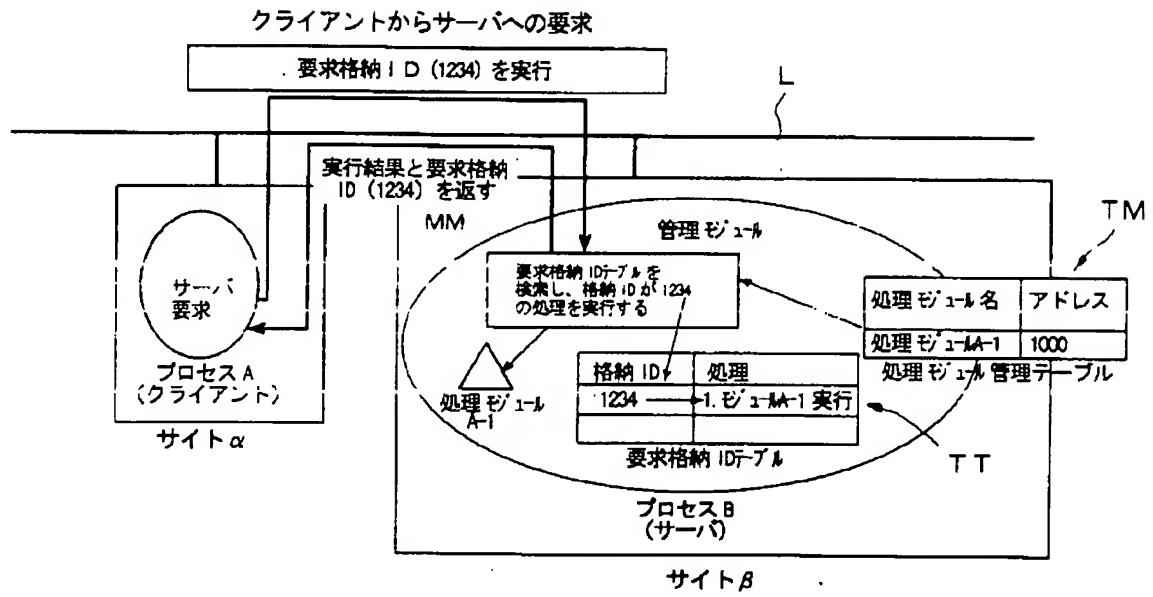 クライアントからサーバへの要求
要求格納ID (1234) を実行
L
実行結果と要求格納
ID (1234) を返す
MM
管理モジュール
TM
サーバ
要求
要求格納IDテーブルを
検索し、格納IDが1234
の処理を実行する
処理モジュール名 アドレス
処理モジュールA-1 1000
処理モジュール管理テーブル
プロセスA
(クライアント)
サイトα
処理モジュール
A-1
格納ID 処理
1234 1.モジュールA-1実行
要求格納IDテーブル
TT
プロセスB
(サーバ)
サイトβ